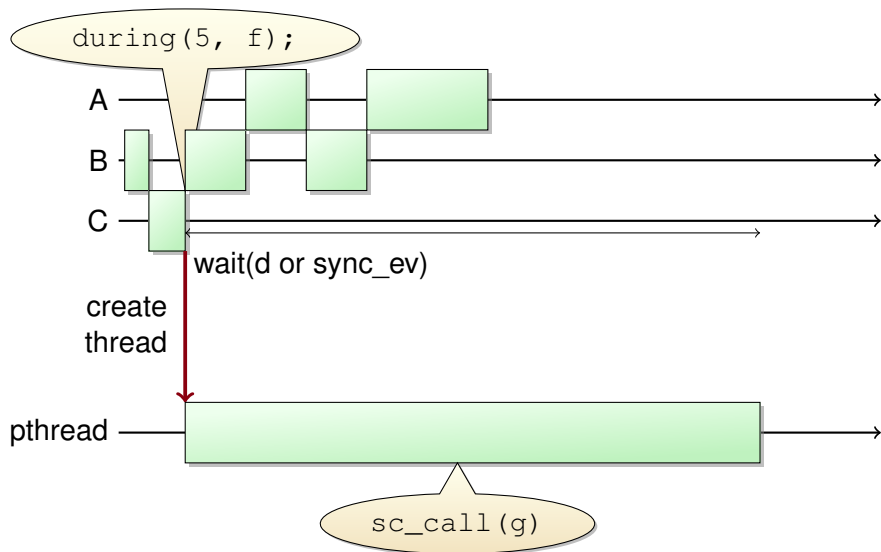 during(5, f);
A
B
C
wait(d or sync_ev)
create
thread
pthread
sc_call(g)